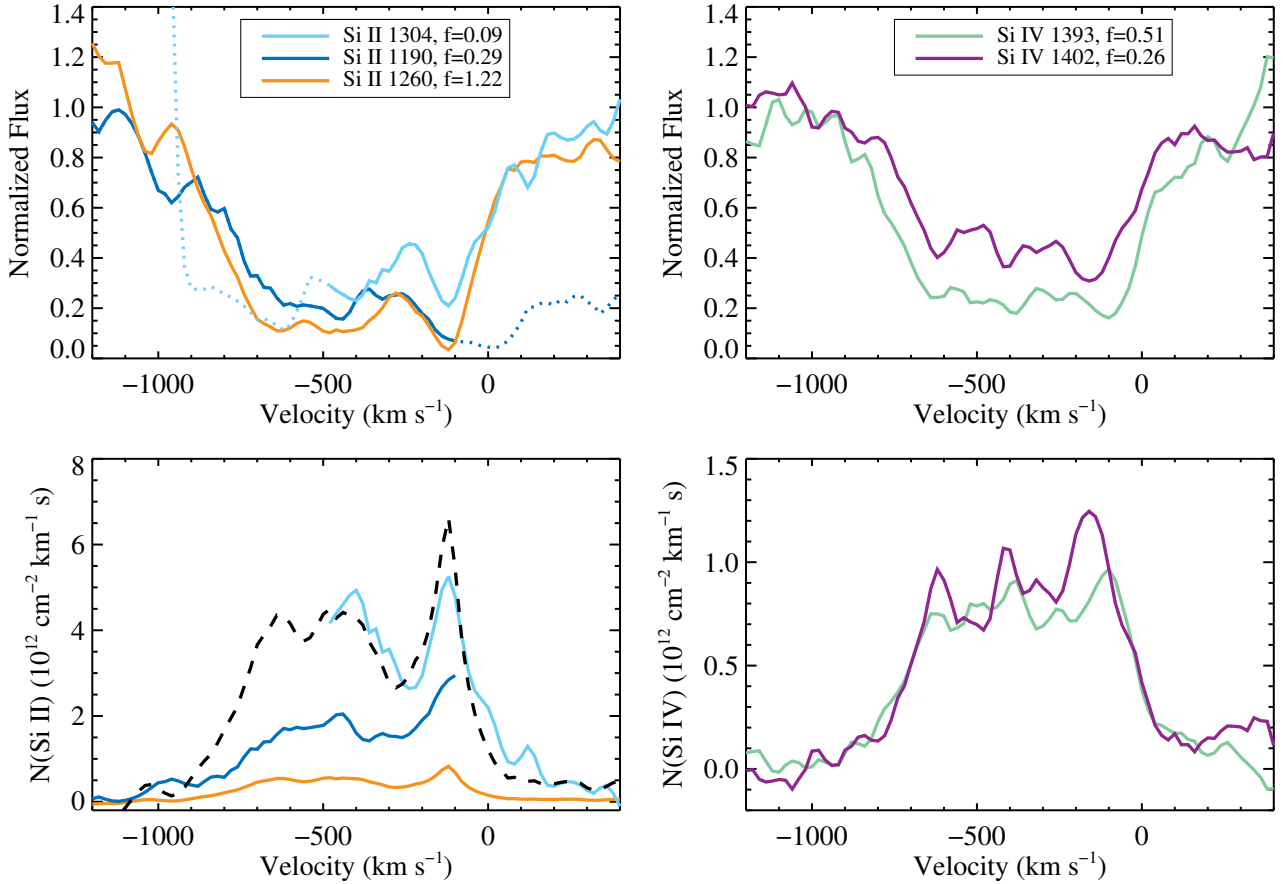 1.4
1.2
1.0
0.8
0.6
0.4
0.2
0.0
Normalized Flux
Si II 1304, f=0.09
Si II 1190, f=0.29
Si II 1260, f=1.22
−1000
−500
0
Velocity (km s⁻¹)
1.4
1.2
1.0
0.8
0.6
0.4
0.2
0.0
Normalized Flux
Si IV 1393, f=0.51
Si IV 1402, f=0.26
−1000
−500
0
Velocity (km s⁻¹)
8
6
4
2
0
N(Si II) (10¹² cm⁻² km⁻¹ s)
−1000
−500
0
Velocity (km s⁻¹)
1.5
1.0
0.5
0.0
N(Si IV) (10¹² cm⁻² km⁻¹ s)
−1000
−500
0
Velocity (km s⁻¹)